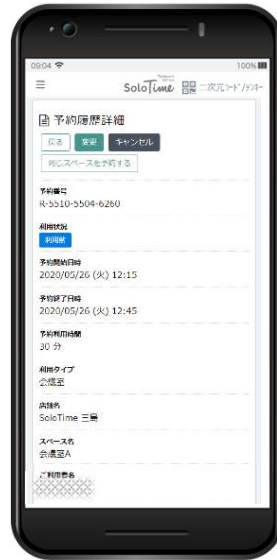 09:04
100%
SoloTime
二次元コード/テンキー
予約履歴詳細
戻る 変更 キャンセル
同じスペースを予約する
予約番号
R-5510-5504-6260
利用状況
利用前
予約開始日時
2020/05/26 (火) 12:15
予約終了日時
2020/05/26 (火) 12:45
予約利用時間
30 分
利用タイプ
会議室
店舗名
SoloTime 三号
スペース名
会議室A
ご利用者名